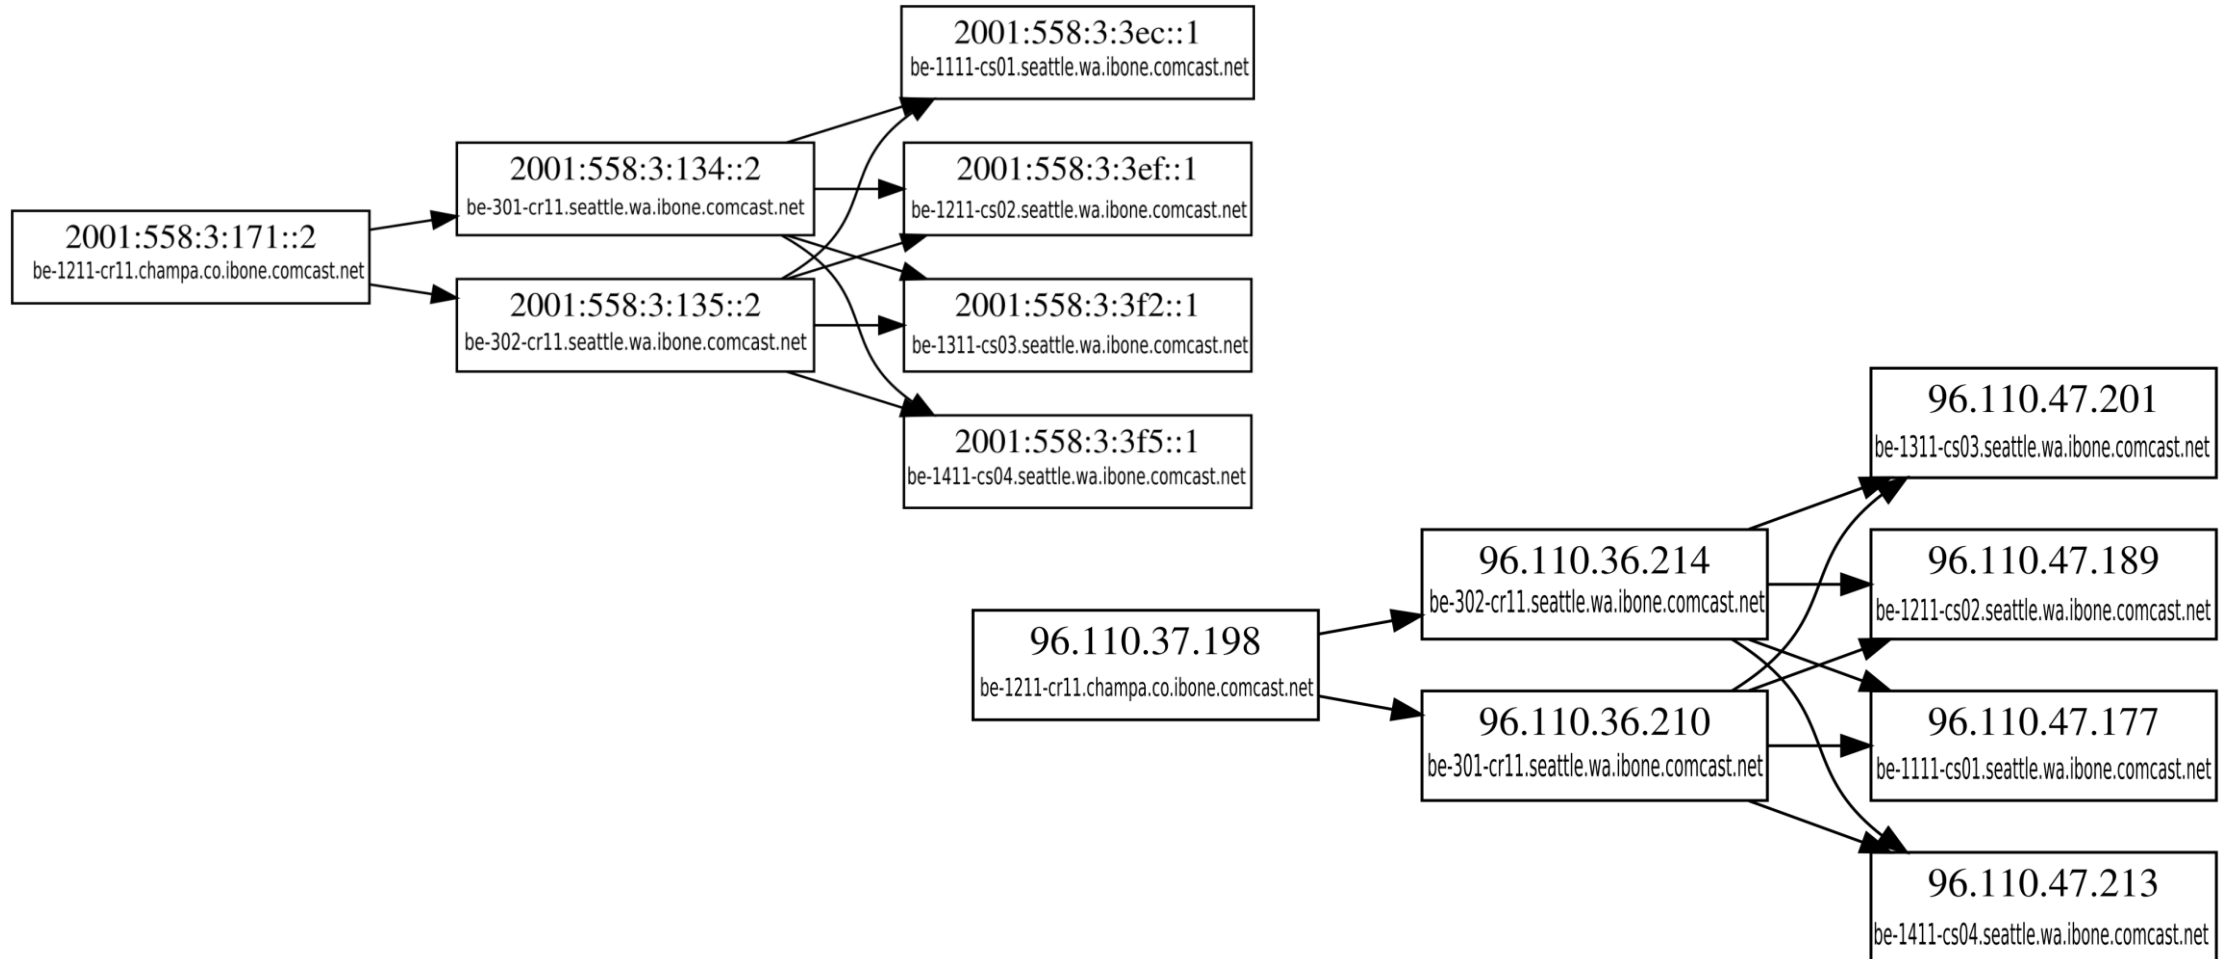 2001:558:3:3ec::1
be-1111-cs01.seattle.wa.ibone.comcast.net
2001:558:3:134::2
be-301-cr11.seattle.wa.ibone.comcast.net
2001:558:3:3ef::1
be-1211-cs02.seattle.wa.ibone.comcast.net
2001:558:3:171::2
be-1211-cr11.champa.co.ibone.comcast.net
2001:558:3:135::2
be-302-cr11.seattle.wa.ibone.comcast.net
2001:558:3:3f2::1
be-1311-cs03.seattle.wa.ibone.comcast.net
2001:558:3:3f5::1
be-1411-cs04.seattle.wa.ibone.comcast.net
96.110.47.201
be-1311-cs03.seattle.wa.ibone.comcast.net
96.110.36.214
be-302-cr11.seattle.wa.ibone.comcast.net
96.110.47.189
be-1211-cs02.seattle.wa.ibone.comcast.net
96.110.37.198
be-1211-cr11.champa.co.ibone.comcast.net
96.110.36.210
be-301-cr11.seattle.wa.ibone.comcast.net
96.110.47.177
be-1111-cs01.seattle.wa.ibone.comcast.net
96.110.47.213
be-1411-cs04.seattle.wa.ibone.comcast.net